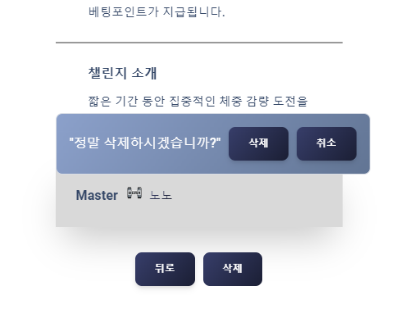 베팅포인트가 지급됩니다.
챌린지 소개
짧은 기간 동안 집중적인 체중 감량 도전을
"정말 삭제하시겠습니까?" 삭제 취소
Master 노노
뒤로 삭제